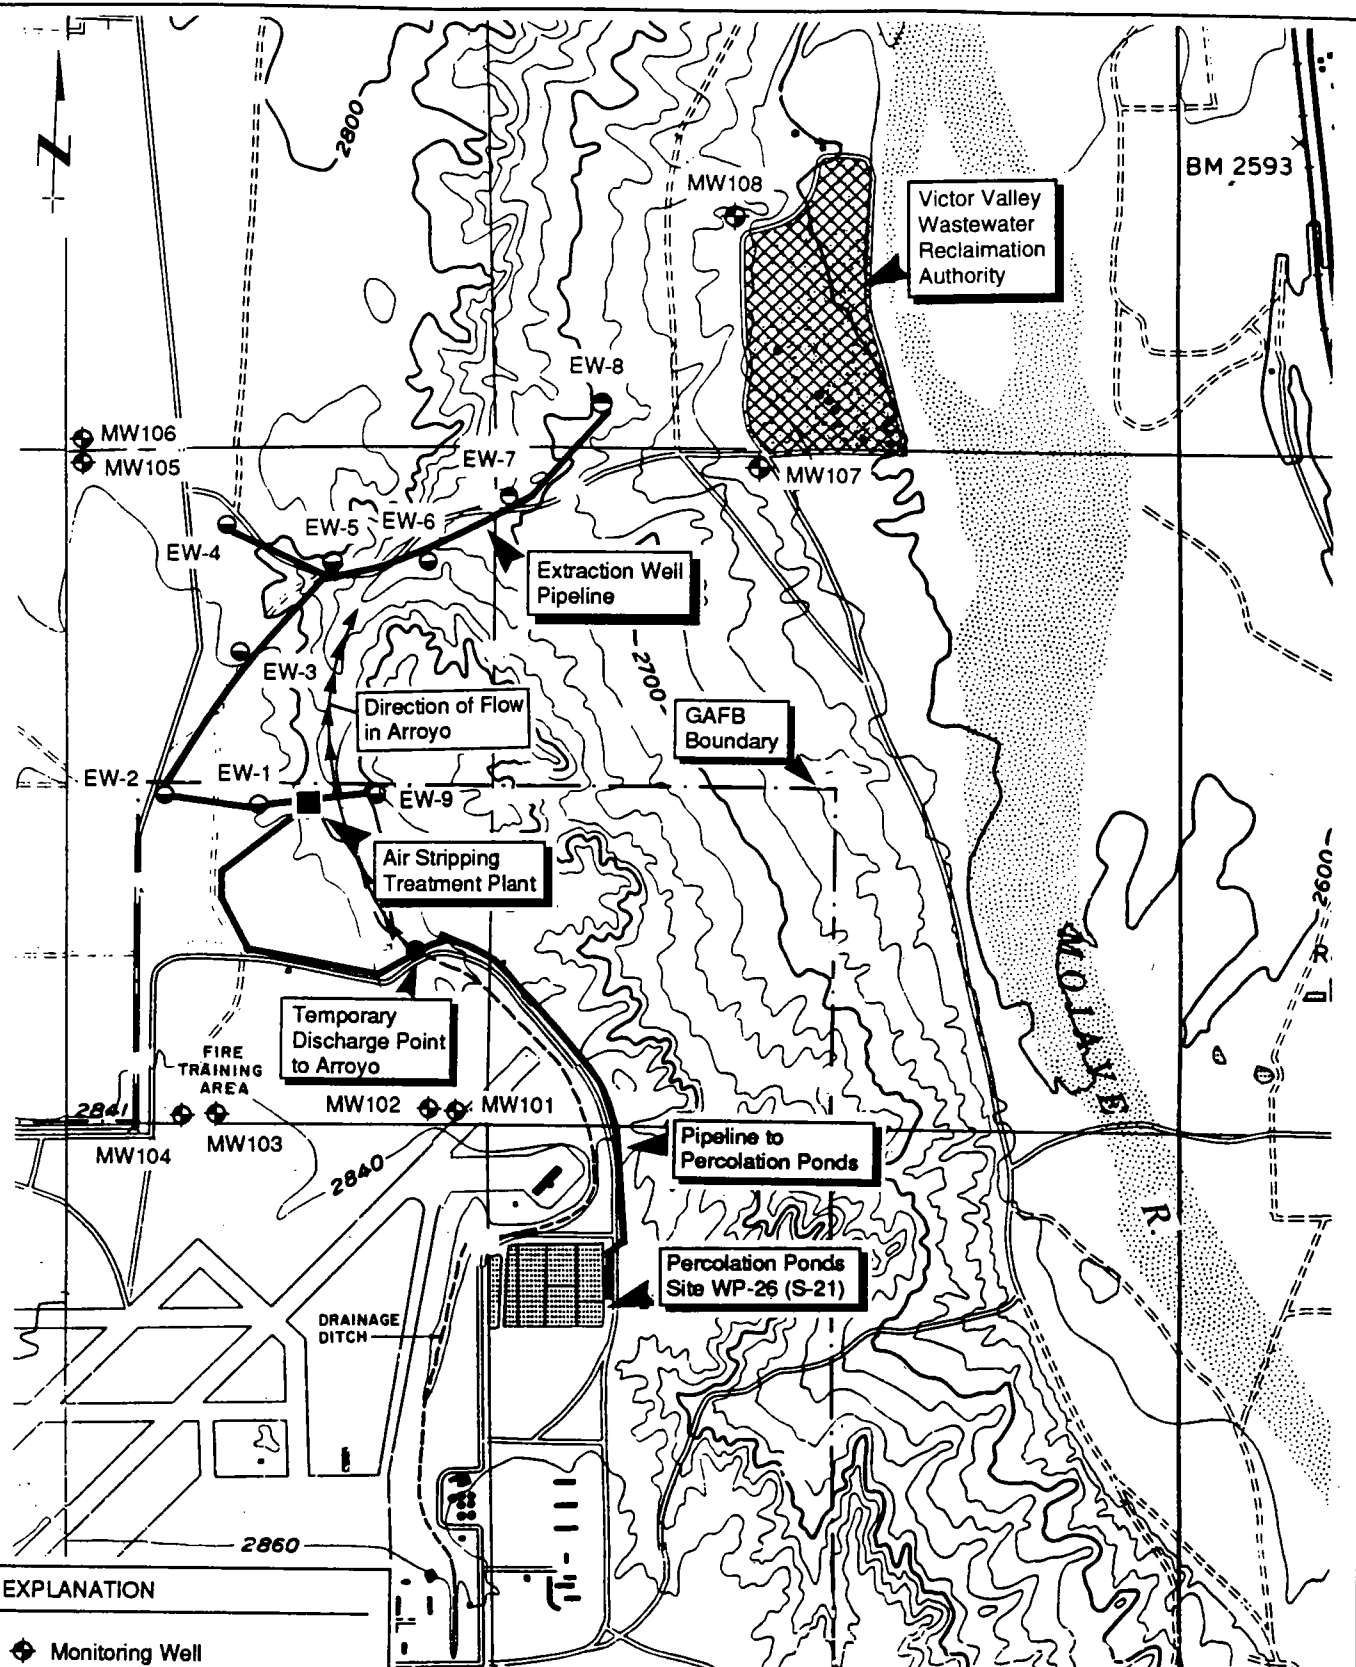 N
2800
MW108
BM 2593
Victor Valley
Wastewater
Reclaimation
Authority
EW-8
MW106
MW105
EW-7
MW107
EW-5
EW-6
EW-4
Extraction Well
Pipeline
EW-3
2700
Direction of Flow
in Arroyo
GAFB
Boundary
EW-2
EW-1
EW-9
Air Stripping
Treatment Plant
2600
MOJAVE
R.
R
Temporary
Discharge Point
to Arroyo
FIRE
TRAINING
AREA
2841
MW102
MW101
MW104
MW103
2840
Pipeline to
Percolation Ponds
Percolation Ponds
Site WP-26 (S-21)
DRAINAGE
DITCH
2860
EXPLANATION
Monitoring Well